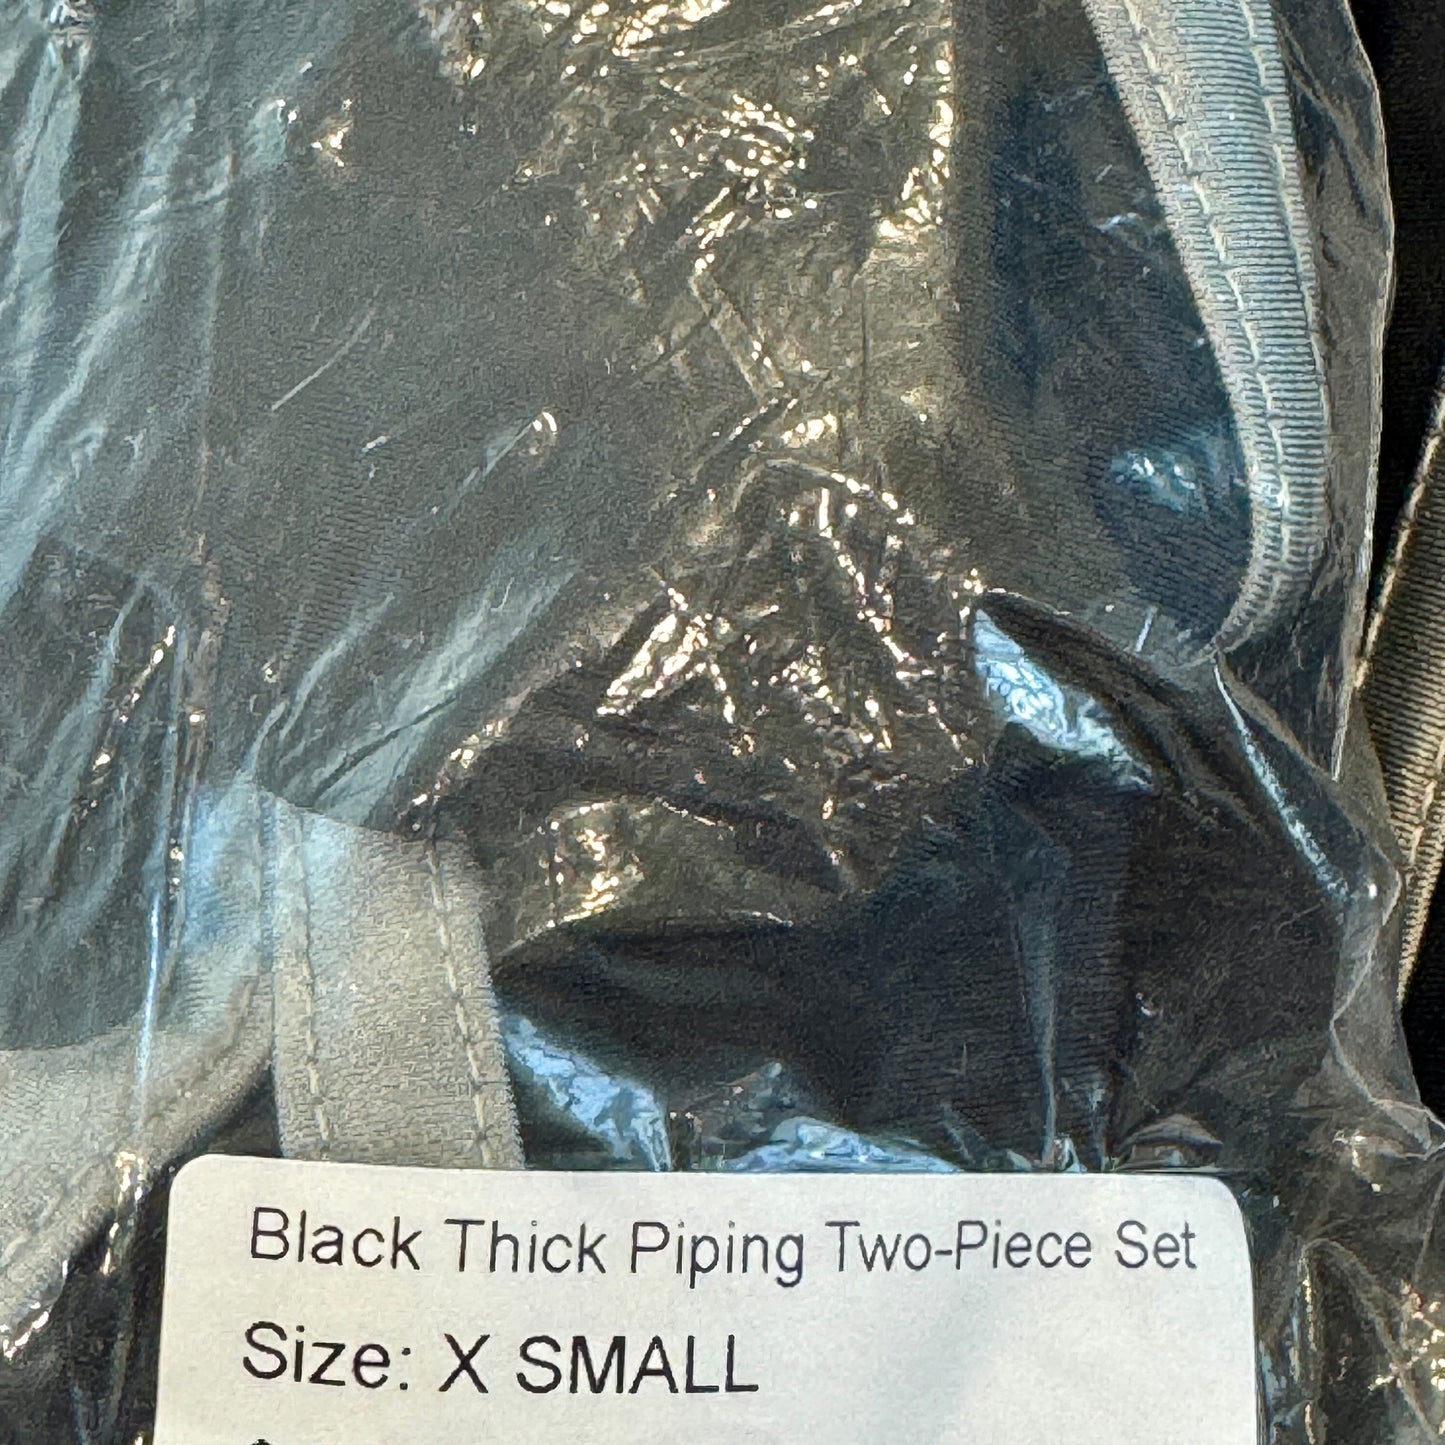 Black Thick Piping Two-Piece Set
Size: X SMALL